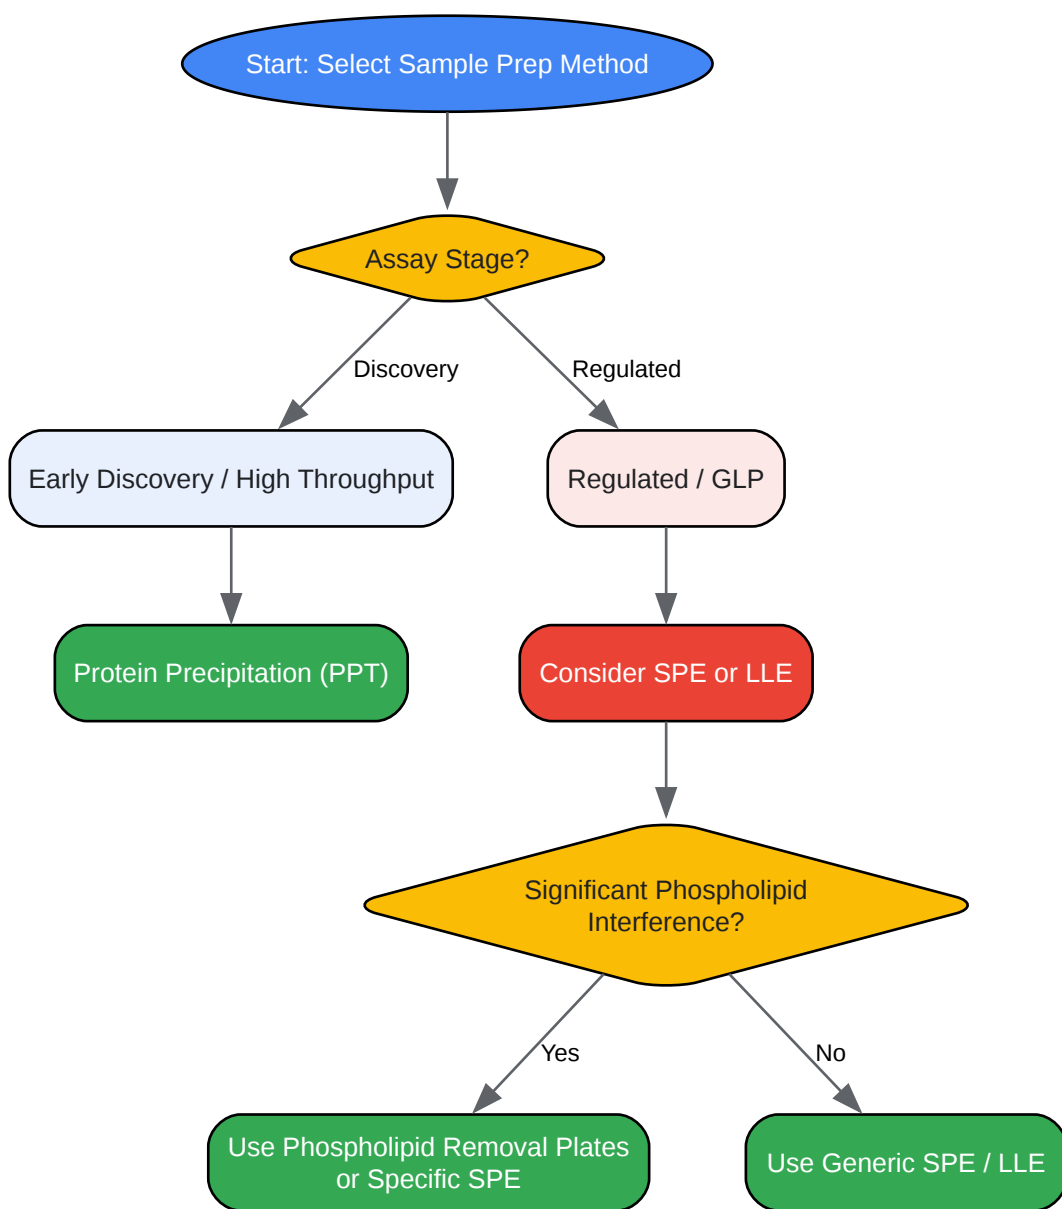 Start: Select Sample Prep Method
Assay Stage?
Discovery
Regulated
Early Discovery / High Throughput
Regulated / GLP
Protein Precipitation (PPT)
Consider SPE or LLE
Significant Phospholipid
Interference?
Yes
No
Use Phospholipid Removal Plates
or Specific SPE
Use Generic SPE / LLE